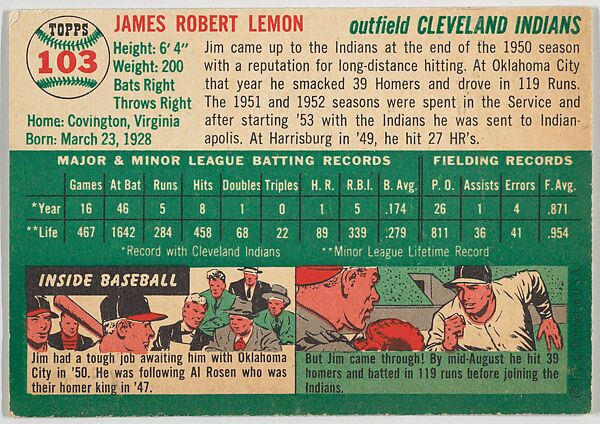 TOPPS
103
JAMES ROBERT LEMON
outfield CLEVELAND INDIANS
Height: 6' 4"
Weight: 200
Bats Right
Throws Right
Home: Covington, Virginia
Born: March 23, 1928
Jim came up to the Indians at the end of the 1950 season
with a reputation for long-distance hitting. At Oklahoma City
that year he smacked 39 Homers and drove in 119 Runs.
The 1951 and 1952 seasons were spent in the Service and
after starting '53 with the Indians he was sent to Indian-
apolis. At Harrisburg in '49, he hit 27 HR's.
MAJOR & MINOR LEAGUE BATTING RECORDS FIELDING RECORDS
Games At Bat Runs Hits Doubles Triples H. R. R.B.I. B. Avg. P. O. Assists Errors F. Avg.
*Year 16 46 5 8 1 0 1 5 .174 26 1 4 .871
**Life 467 1642 284 458 68 22 89 339 .279 811 36 41 .954
*Record with Cleveland Indians **Minor League Lifetime Record
INSIDE BASEBALL
Jim had a tough job awaiting him with Oklahoma
City in '50. He was following Al Rosen who was
their homer king in '47.
But Jim came through! By mid-August he hit 39
homers and batted in 119 runs before joining the
Indians.